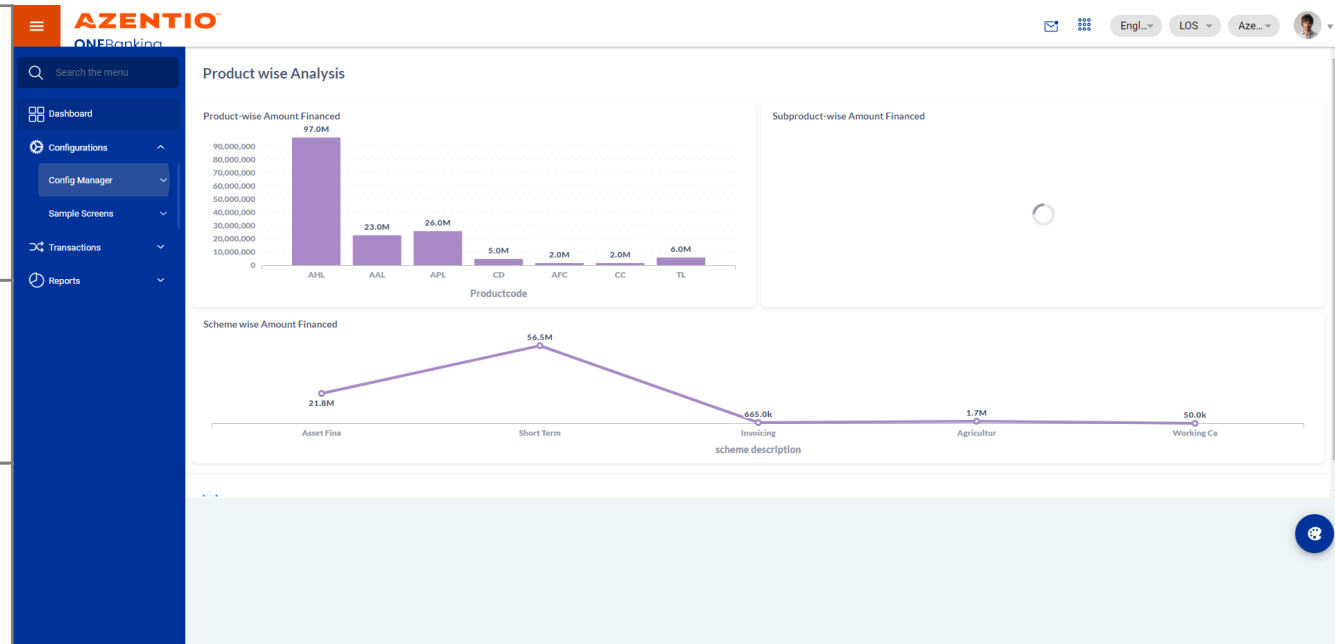 AZENTIO
ONEBanking
Engl...
LOS
Aze...
Search the menu
Dashboard
Configurations
Config Manager
Sample Screens
Transactions
Reports
Product wise Analysis
Product-wise Amount Financed
97.0M
90,000,000
80,000,000
70,000,000
60,000,000
50,000,000
40,000,000
30,000,000
20,000,000
10,000,000
0
23.0M
26.0M
5.0M
2.0M
2.0M
6.0M
AHL AAL APL CD AFC CC TL
Productcode
Subproduct-wise Amount Financed
Scheme wise Amount Financed
56.5M
21.8M
665.0k
1.7M
50.0k
Asset Fina Short Term Invoicing Agricultur Working Ca
scheme description